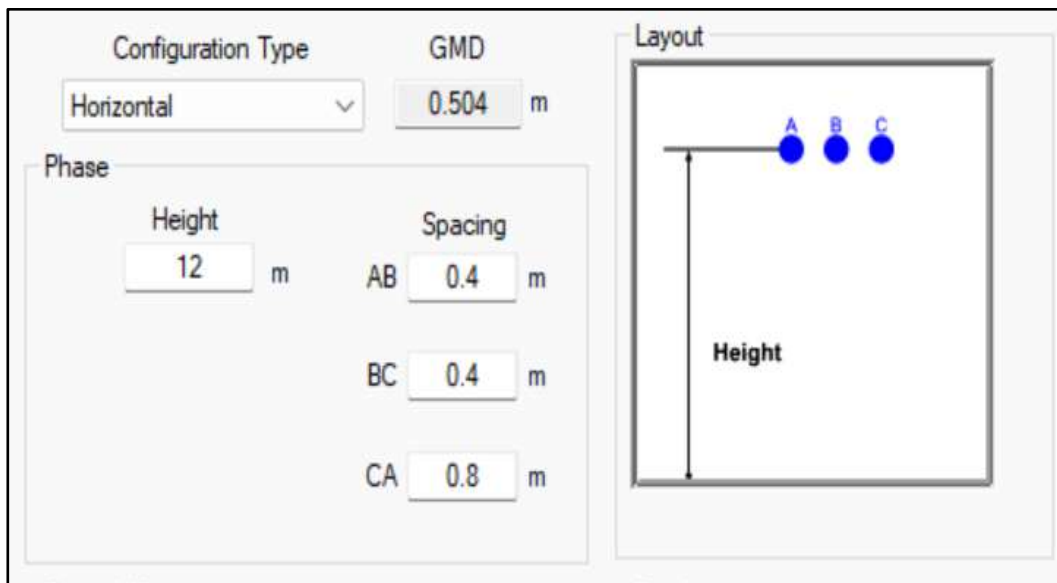 Configuration Type
GMD
Horizontal
0.504 m
Phase
Height
12 m
Spacing
AB 0.4 m
BC 0.4 m
CA 0.8 m
Layout
A B C
Height